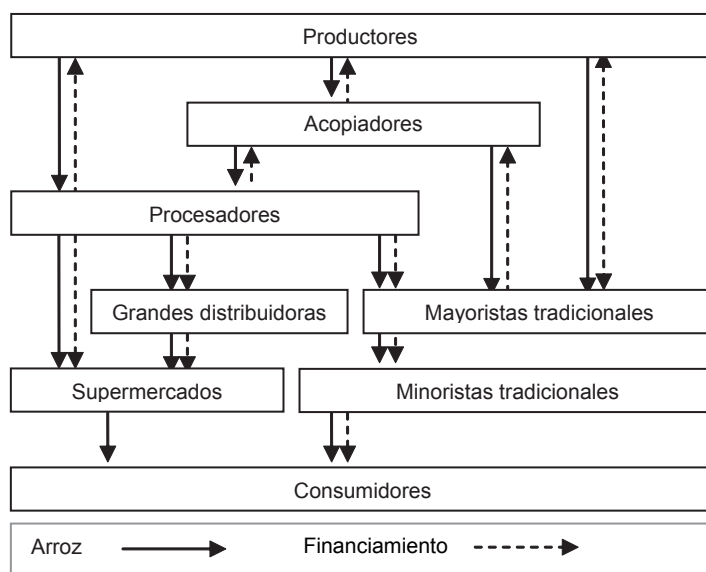 Productores
Acopiadores
Procesadores
Grandes distribuidoras
Mayoristas tradicionales
Supermercados
Minoristas tradicionales
Consumidores
Arroz
Financiamiento